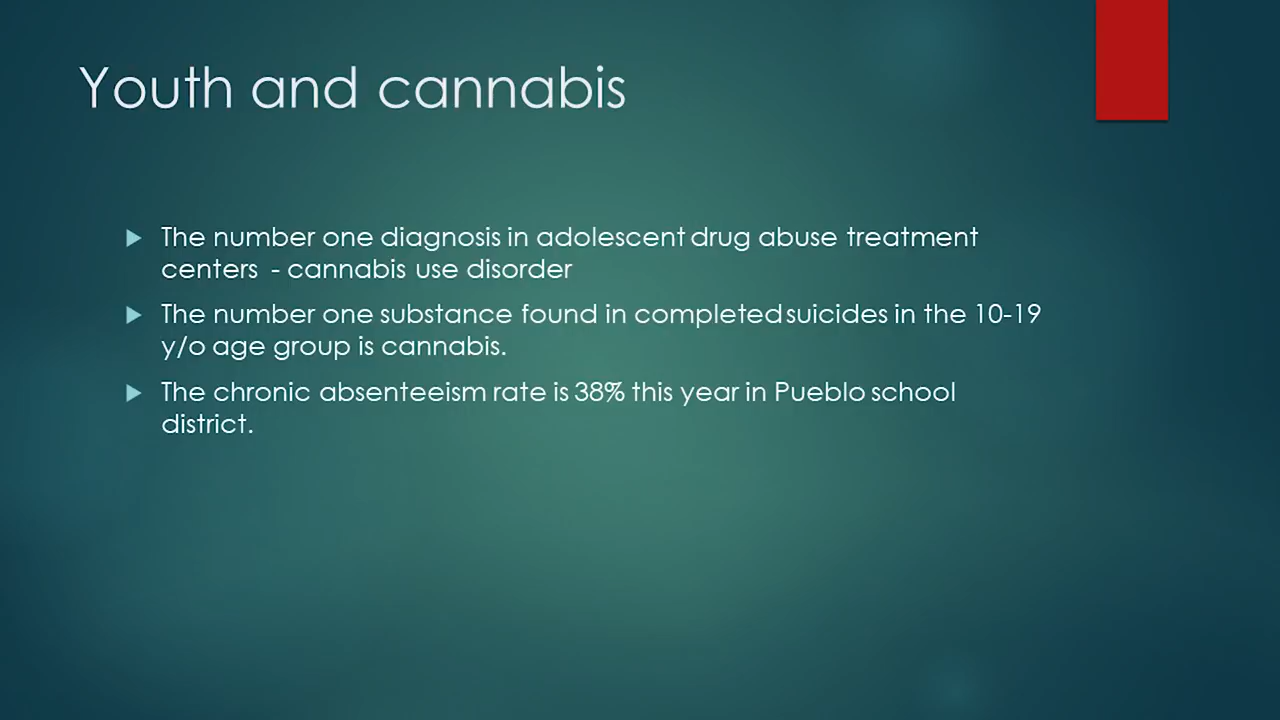 Youth and cannabis
The number one diagnosis in adolescent drug abuse treatment
centers - cannabis use disorder
The number one substance found in completed suicides in the 10-19
y/o age group is cannabis.
The chronic absenteeism rate is 38% this year in Pueblo school
district.